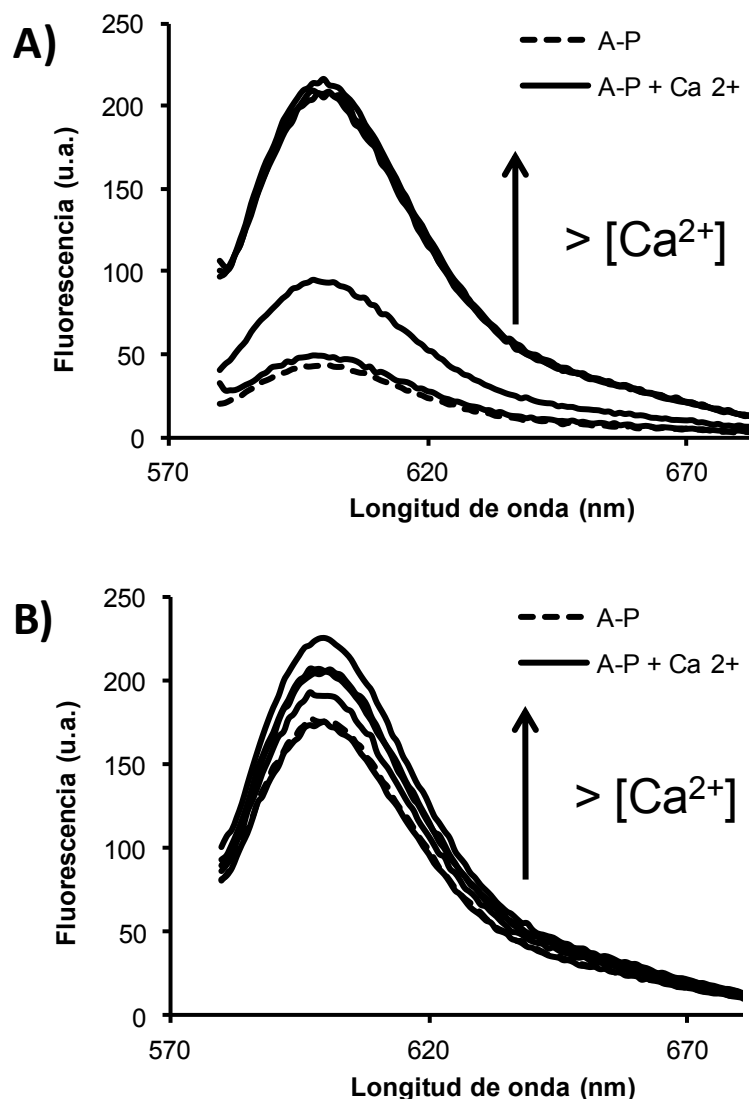 A)
A-P
A-P + Ca 2+
250
200
150
100
50
0
> [Ca2+]
Fluorescencia (u.a.)
570
620
670
Longitud de onda (nm)
B)
A-P
A-P + Ca 2+
250
200
150
100
50
0
> [Ca2+]
Fluorescencia (u.a.)
570
620
670
Longitud de onda (nm)